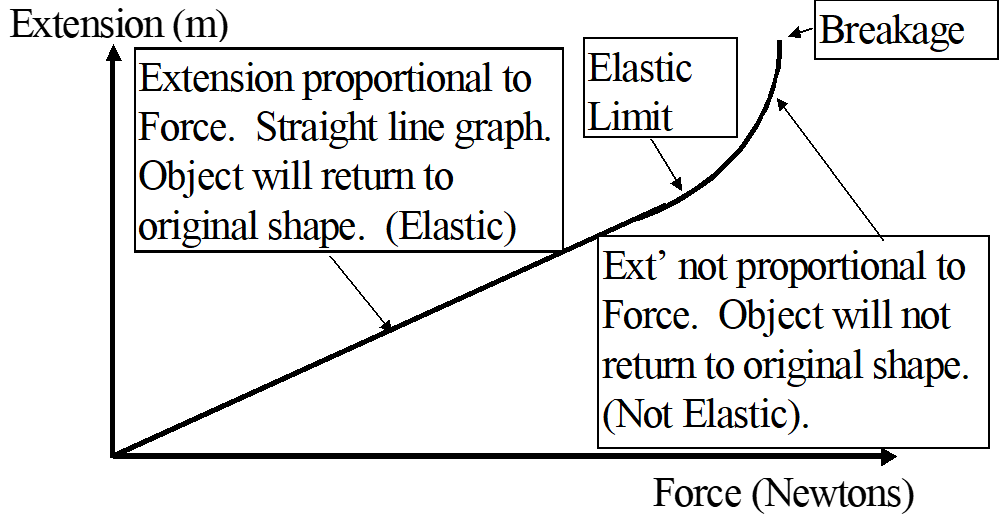 Extension (m)
Breakage
Extension proportional to
Force. Straight line graph.
Object will return to
original shape. (Elastic)
Elastic
Limit
Ext’ not proportional to
Force. Object will not
return to original shape.
(Not Elastic).
Force (Newtons)